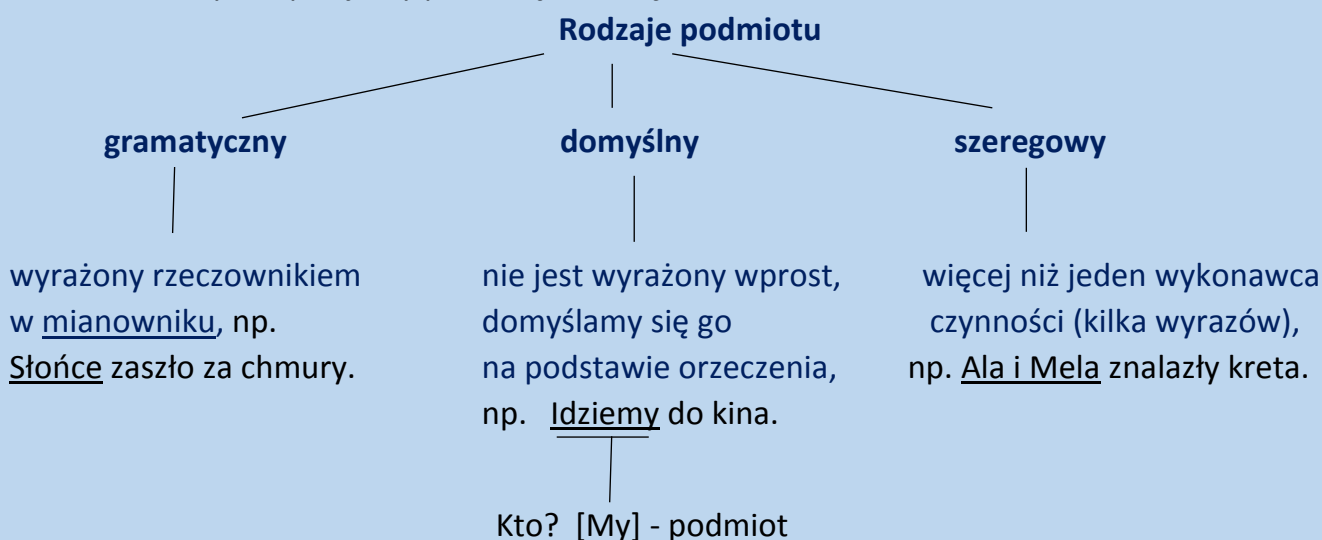 Rodzaje podmiotu
gramatyczny
domyślny
szeregowy
wyrażony rzeczownikiem
w mianowniku, np.
Słońce zaszło za chmury.
nie jest wyrażony wprost,
domyślamy się go
na podstawie orzeczenia,
np. Idziemy do kina.
Kto? [My] - podmiot
więcej niż jeden wykonawca
czynności (kilka wyrazów),
np. Ala i Mela znalazły kreta.